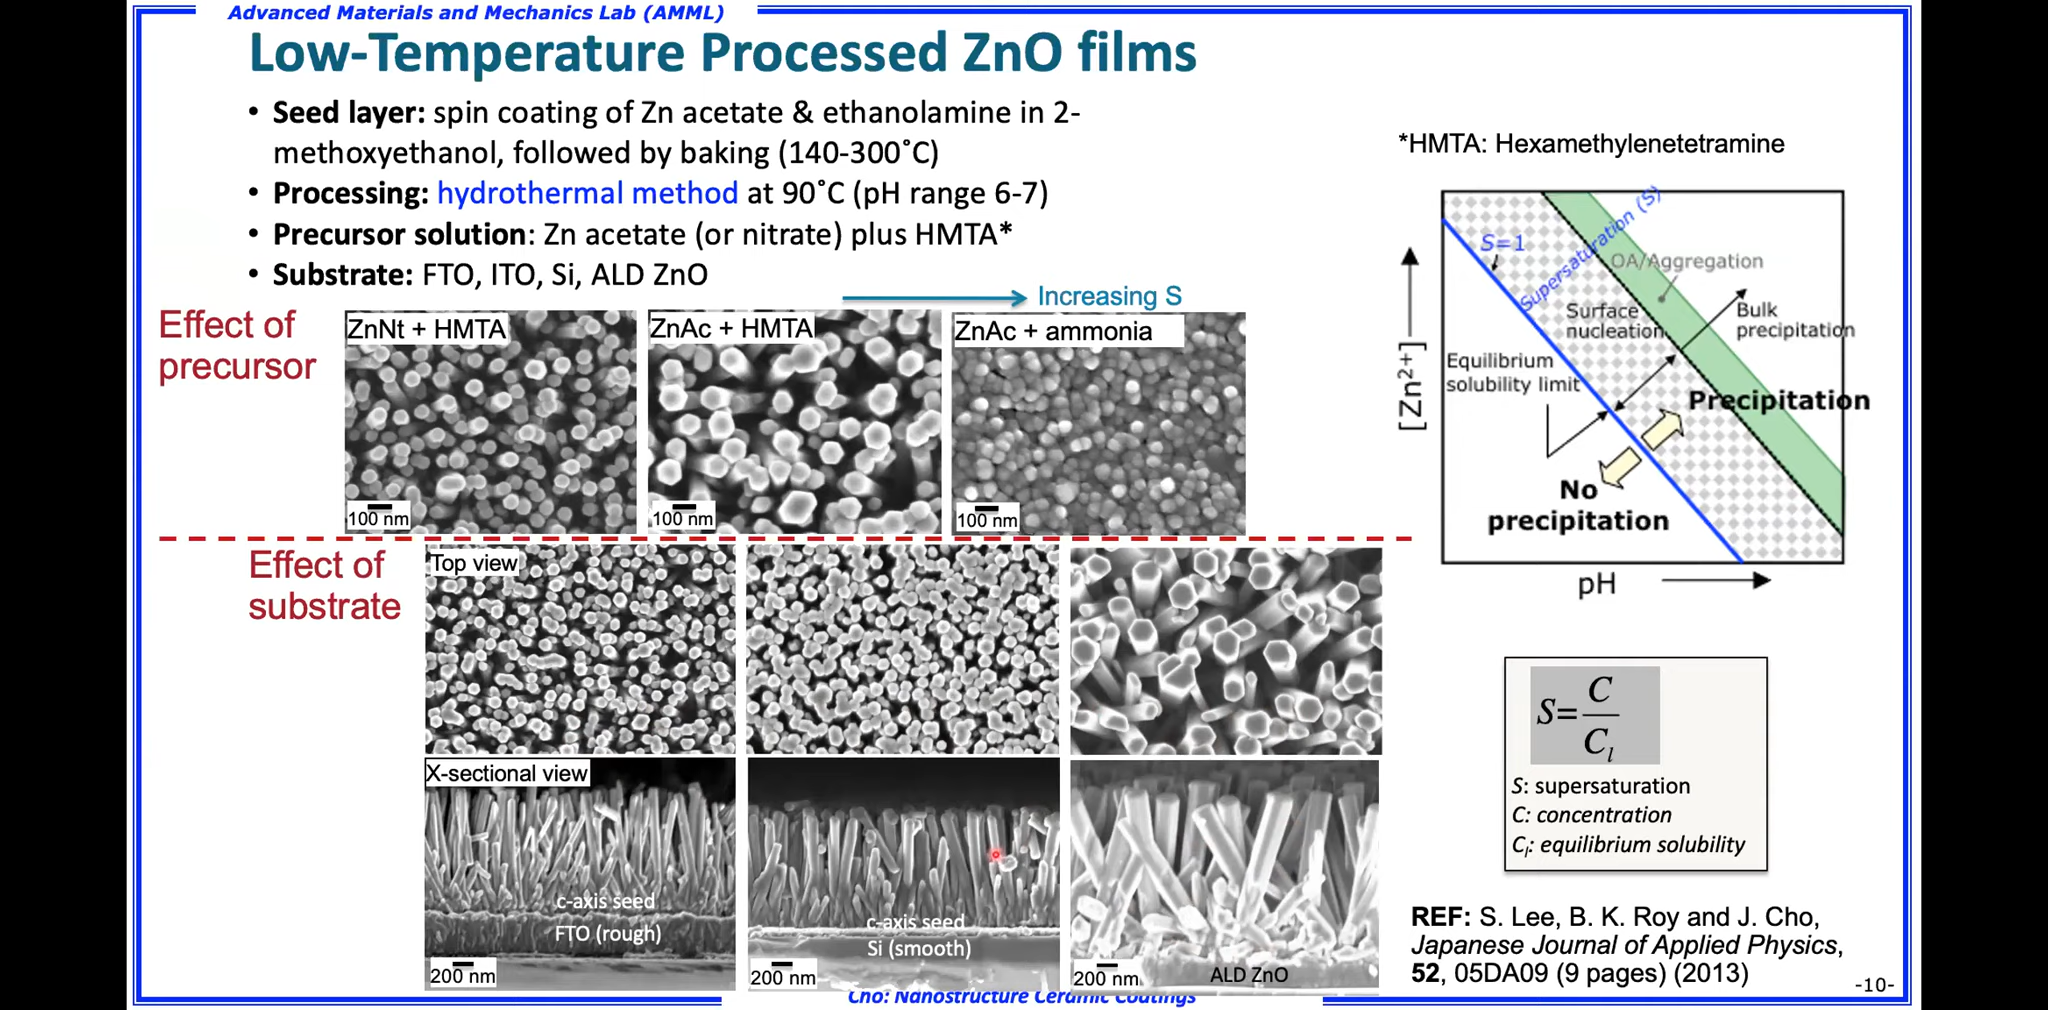 Advanced Materials and Mechanics Lab (AMML)
Low-Temperature Processed ZnO films
• Seed layer: spin coating of Zn acetate & ethanolamine in 2-
methoxyethanol, followed by baking (140-300˚C)
• Processing: hydrothermal method at 90˚C (pH range 6-7)
• Precursor solution: Zn acetate (or nitrate) plus HMTA*
• Substrate: FTO, ITO, Si, ALD ZnO
Increasing S
Effect of
precursor
ZnNt + HMTA
100 nm
ZnAc + HMTA
100 nm
ZnAc + ammonia
100 nm
Effect of
substrate
Top view
X-sectional view
c-axis seed
FTO (rough)
200 nm
c-axis seed
Si (smooth)
200 nm
ALD ZnO
200 nm
*HMTA: Hexamethylenetetramine
Supersaturation (S)
S=1
OA/Aggregation
Surface
nucleation
Bulk
precipitation
Equilibrium
solubility limit
Precipitation
No
precipitation
[Zn²⁺]
pH
S=C/Cₗ
S: supersaturation
C: concentration
Cₗ: equilibrium solubility
REF: S. Lee, B. K. Roy and J. Cho,
Japanese Journal of Applied Physics,
52, 05DA09 (9 pages) (2013)
-10-
Cho: Nanostructure Ceramic Coatings